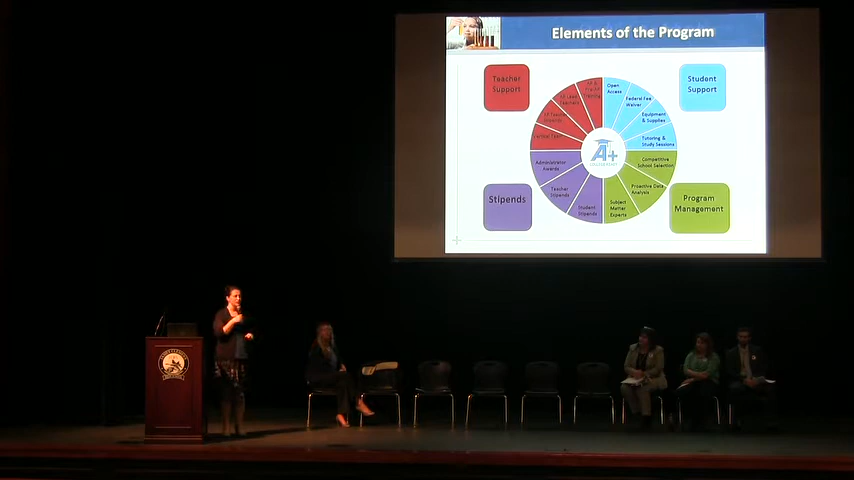 Elements of the Program
Teacher
Support
Student
Support
Open
Access
Federal Fee
Waiver
Equipment
& Supplies
Tutoring &
Study Sessions
Competitive
School Selection
Proactive Data
Analysis
Subject
Matter
Experts
Student
Stipends
Teacher
Stipends
Administrator
Awards
A+
Stipends
Program
Management